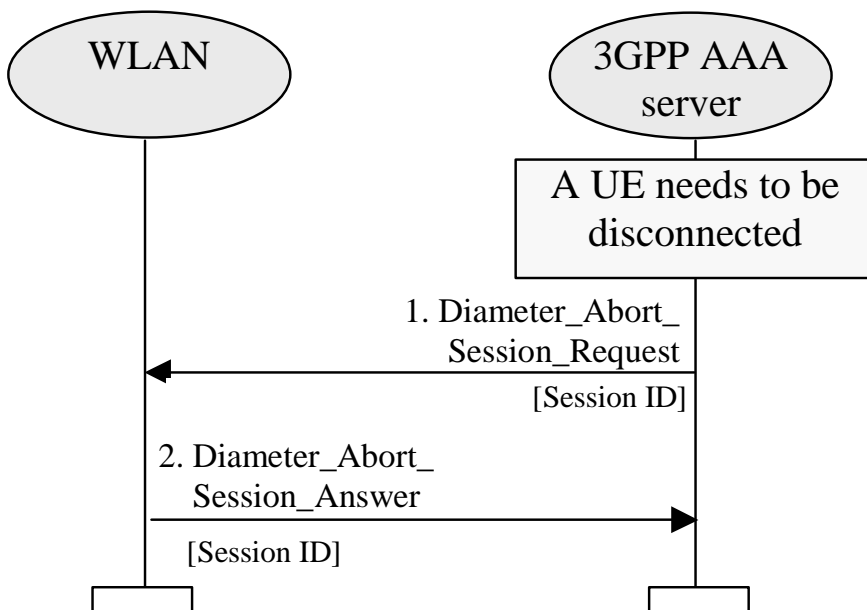 WLAN
3GPP AAA
server
A UE needs to be
disconnected
1. Diameter_Abort_
Session_Request
[Session ID]
2. Diameter_Abort_
Session_Answer
[Session ID]